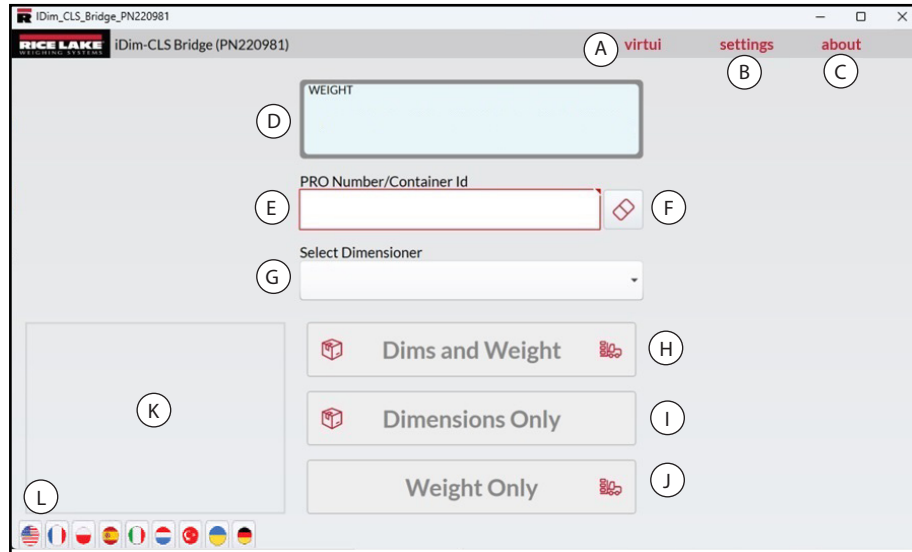 IDim_CLS_Bridge_PN220981
RICE LAKE
WEIGHING SYSTEMS
iDim-CLS Bridge (PN220981)
A
virtui
settings
about
B
C
WEIGHT
D
PRO Number/Container Id
E
F
Select Dimensioner
G
Dims and Weight
H
K
Dimensions Only
I
Weight Only
J
L